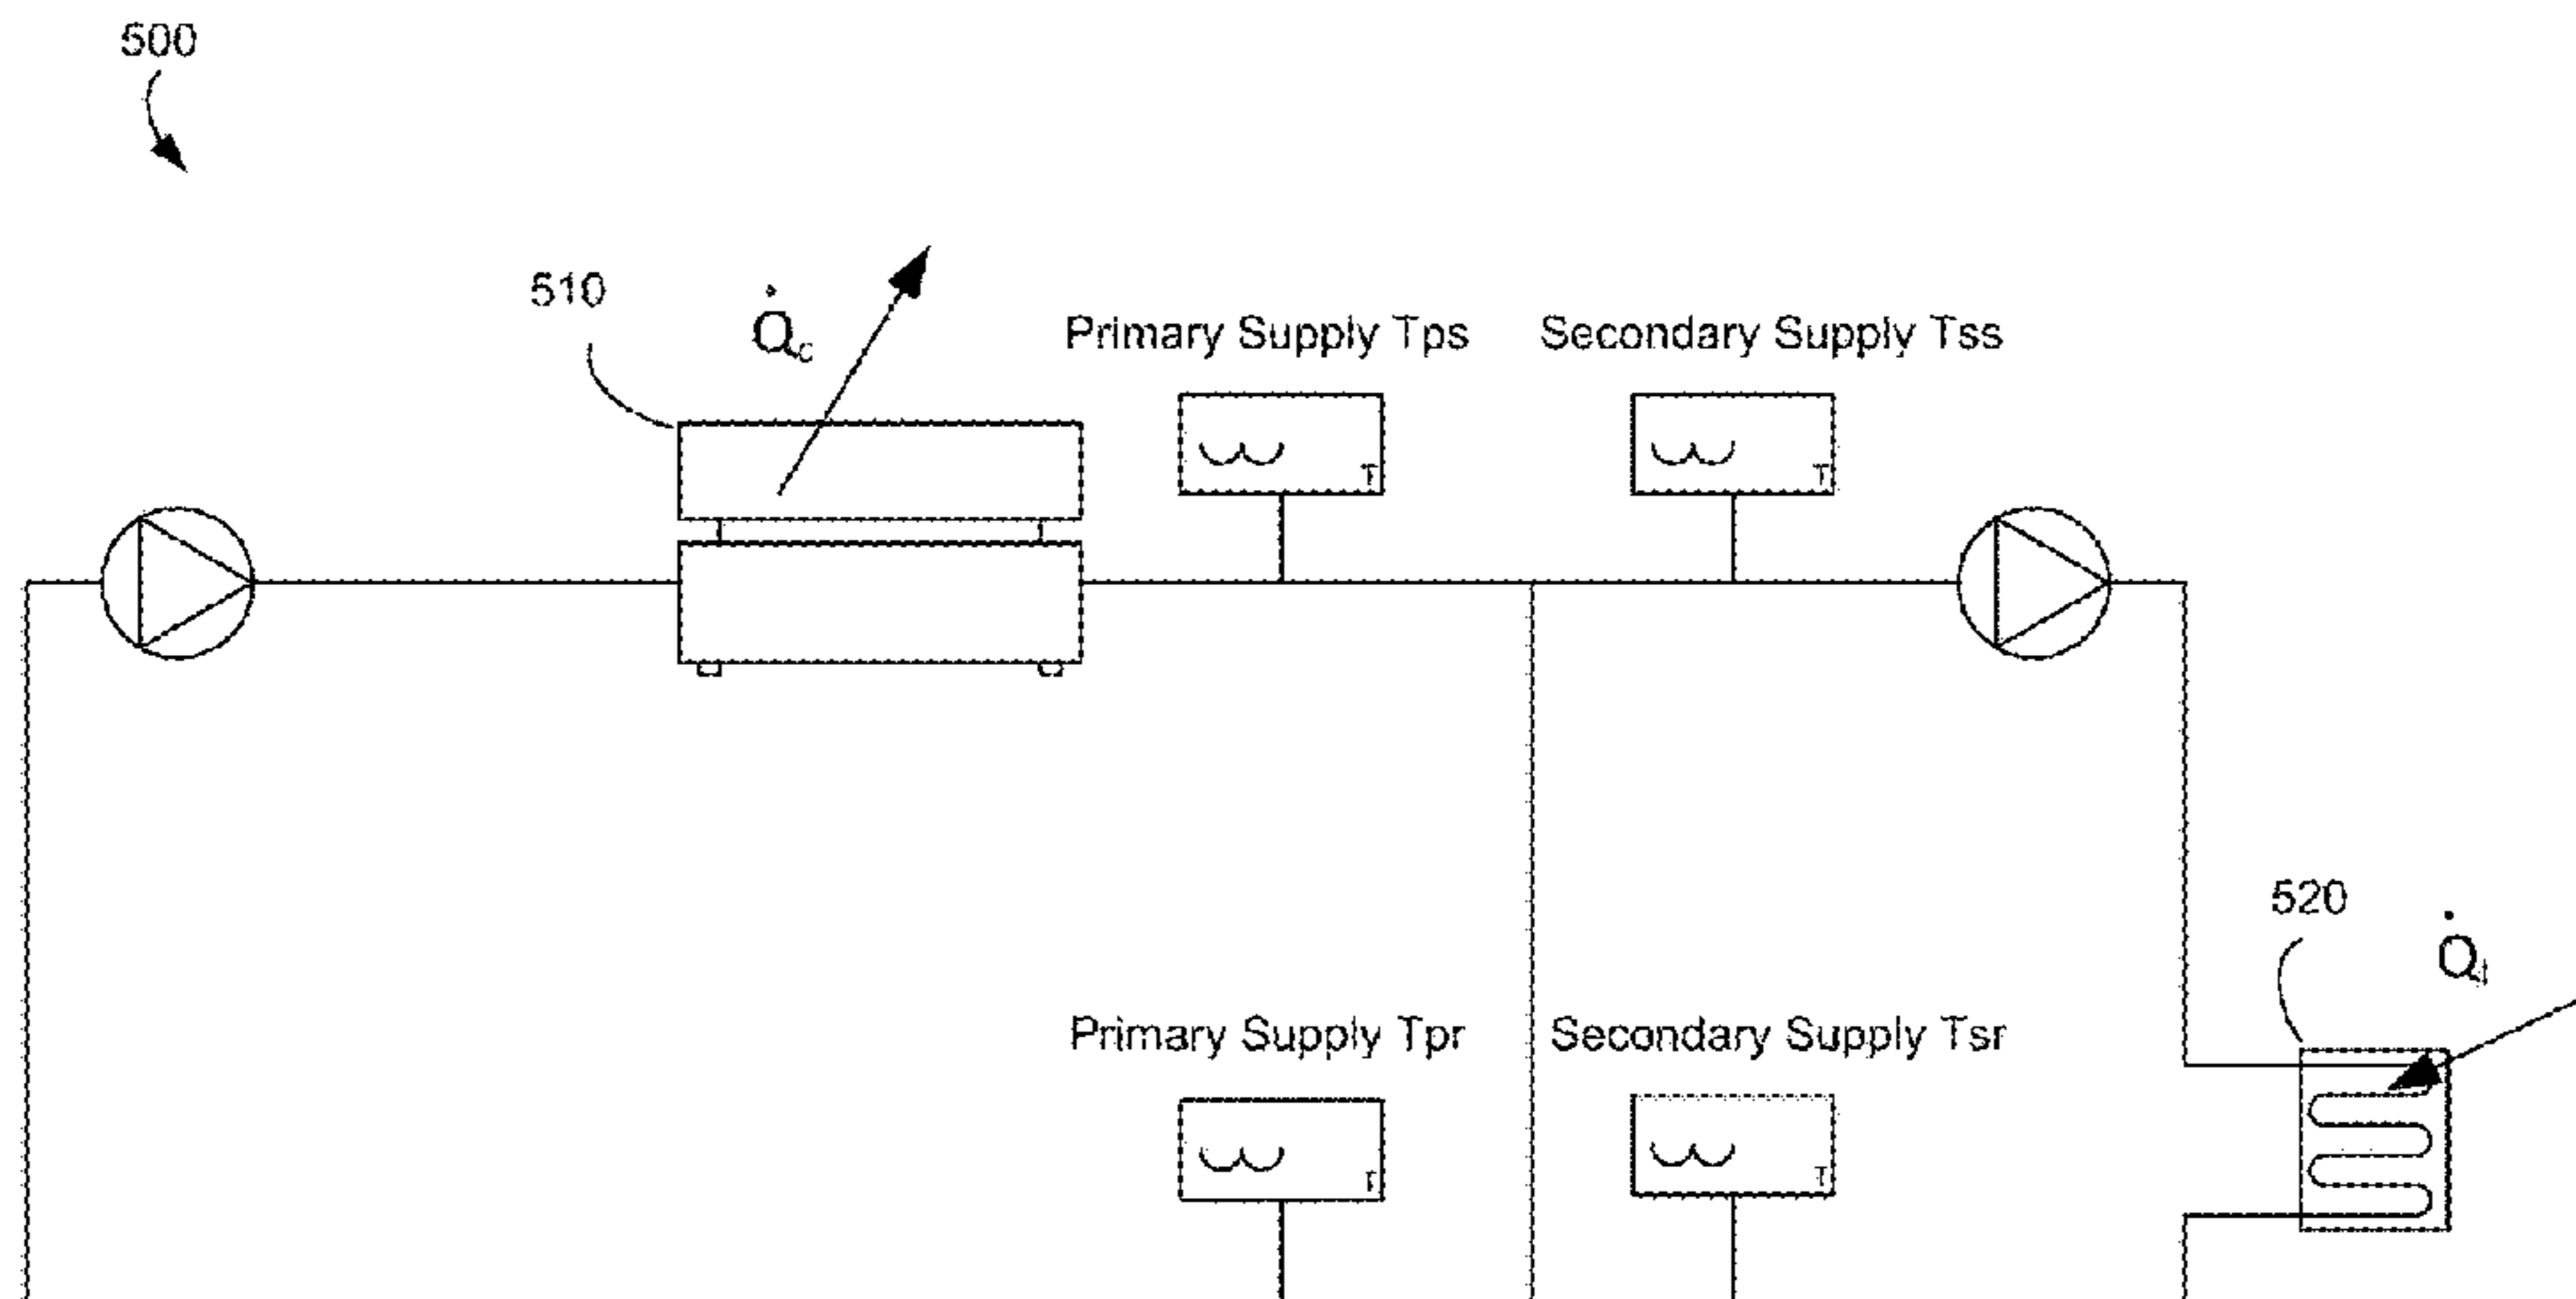 500
510
Q̇c
Primary Supply Tps
Secondary Supply Tss
T
T
520
Q̇
Primary Supply Tpr
Secondary Supply Tsr
T
T